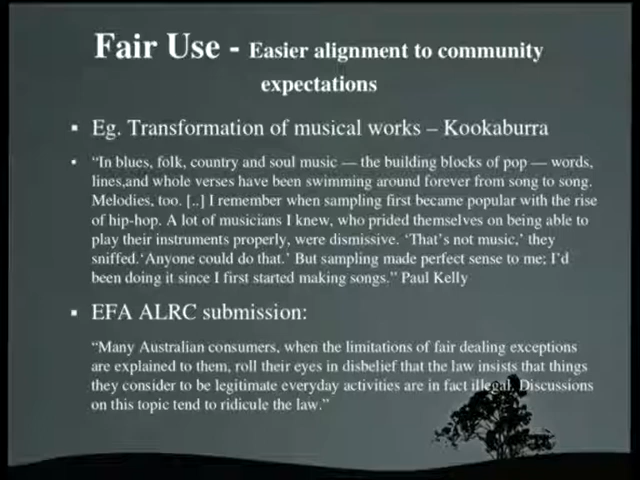 Fair Use - Easier alignment to community
expectations
▪ Eg. Transformation of musical works – Kookaburra
▪ “In blues, folk, country and soul music — the building blocks of pop — words,
lines,and whole verses have been swimming around forever from song to song.
Melodies, too. [..] I remember when sampling first became popular with the rise
of hip-hop. A lot of musicians I knew, who prided themselves on being able to
play their instruments properly, were dismissive. ‘That’s not music,’ they
sniffed.‘Anyone could do that.’ But sampling made perfect sense to me; I’d
been doing it since I first started making songs.” Paul Kelly
▪ EFA ALRC submission:
“Many Australian consumers, when the limitations of fair dealing exceptions
are explained to them, roll their eyes in disbelief that the law insists that things
they consider to be legitimate everyday activities are in fact illegal. Discussions
on this topic tend to ridicule the law.”